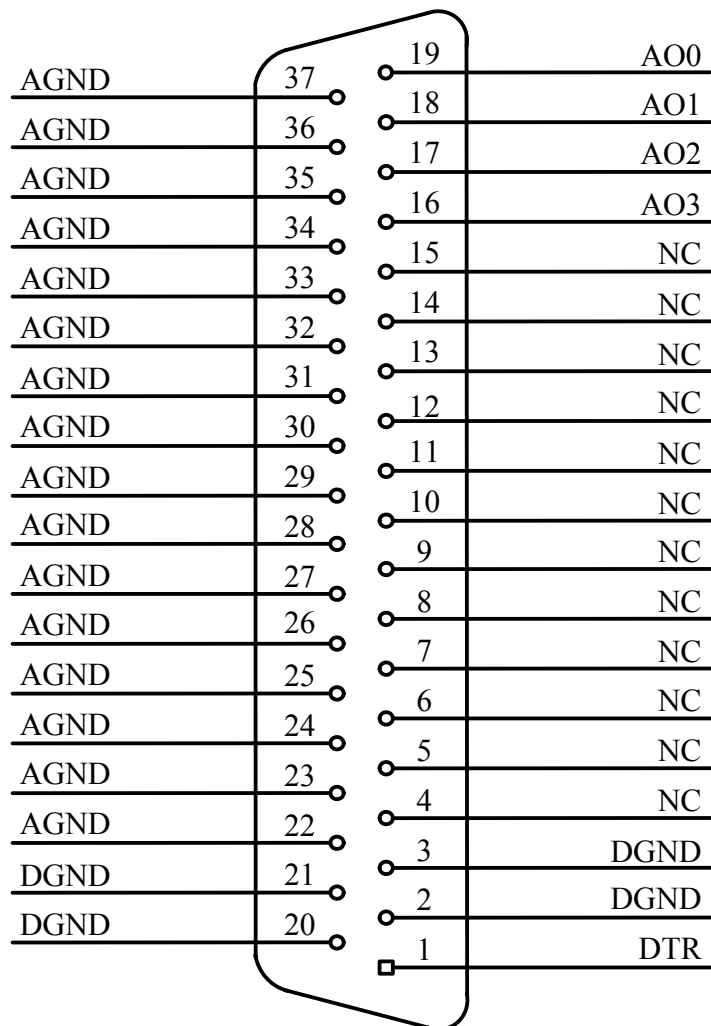 19 AO0
AGND 37
18 AO1
AGND 36
17 AO2
AGND 35
16 AO3
AGND 34
15 NC
AGND 33
14 NC
AGND 32
13 NC
AGND 31
12 NC
AGND 30
11 NC
AGND 29
10 NC
AGND 28
9 NC
AGND 27
8 NC
AGND 26
7 NC
AGND 25
6 NC
AGND 24
5 NC
AGND 23
4 NC
AGND 22
3 DGND
DGND 21
2 DGND
DGND 20
1 DTR